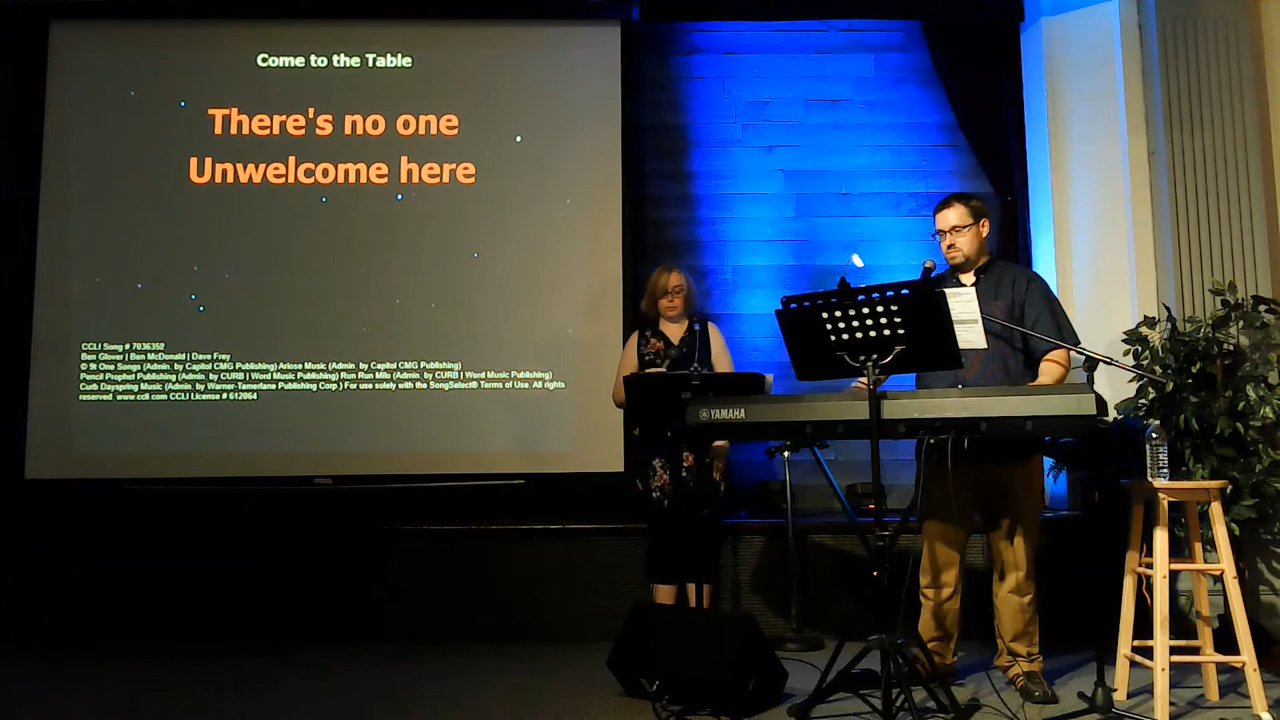 Come to the Table
There's no one
Unwelcome here
CCLI Song # 7036352
Ben Glover | Ben McDonald | Dave Frey
© 9t One Songs (Admin. by Capitol CMG Publishing) Ariose Music (Admin. by Capitol CMG Publishing)
Pencil Prophet Publishing (Admin. by CURB | Word Music Publishing) Run Run Milo (Admin. by CURB | Word Music Publishing)
Curb Dayspring Music (Admin. by Warner-Tamerlane Publishing Corp.) For use solely with the SongSelect® Terms of Use. All rights
reserved. www.ccli.com CCLI License # 612064
YAMAHA